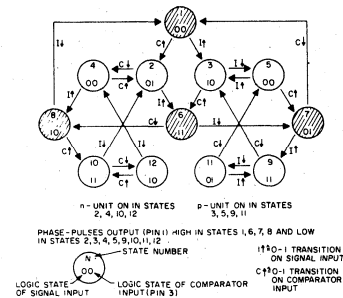 1
00
I↓
C↓
C↑
I↑
4
00
C↓
C↑
2
01
3
10
I↓
I↑
5
00
I↑
C↑
I↑
C↑
I↑
C↑
8
10
C↓
6
11
I↓
7
01
C↑
I↓
I↓
C↓
C↓
I↑
10
11
C↓
C↑
12
10
11
01
I↓
I↑
9
11
n-UNIT ON IN STATES
2, 4, 10, 12
p-UNIT ON IN STATES
3, 5, 9, 11
PHASE-PULSES OUTPUT (PIN 1) HIGH IN STATES 1, 6, 7, 8 AND LOW
IN STATES 2, 3, 4, 5, 9, 10, 11, 12
STATE NUMBER
N
00
LOGIC STATE
OF SIGNAL INPUT
LOGIC STATE OF COMPARATOR
INPUT (PIN 3)
I↑≡0-1 TRANSITION
ON SIGNAL INPUT
C↑≡0-1 TRANSITION
ON COMPARATOR
INPUT